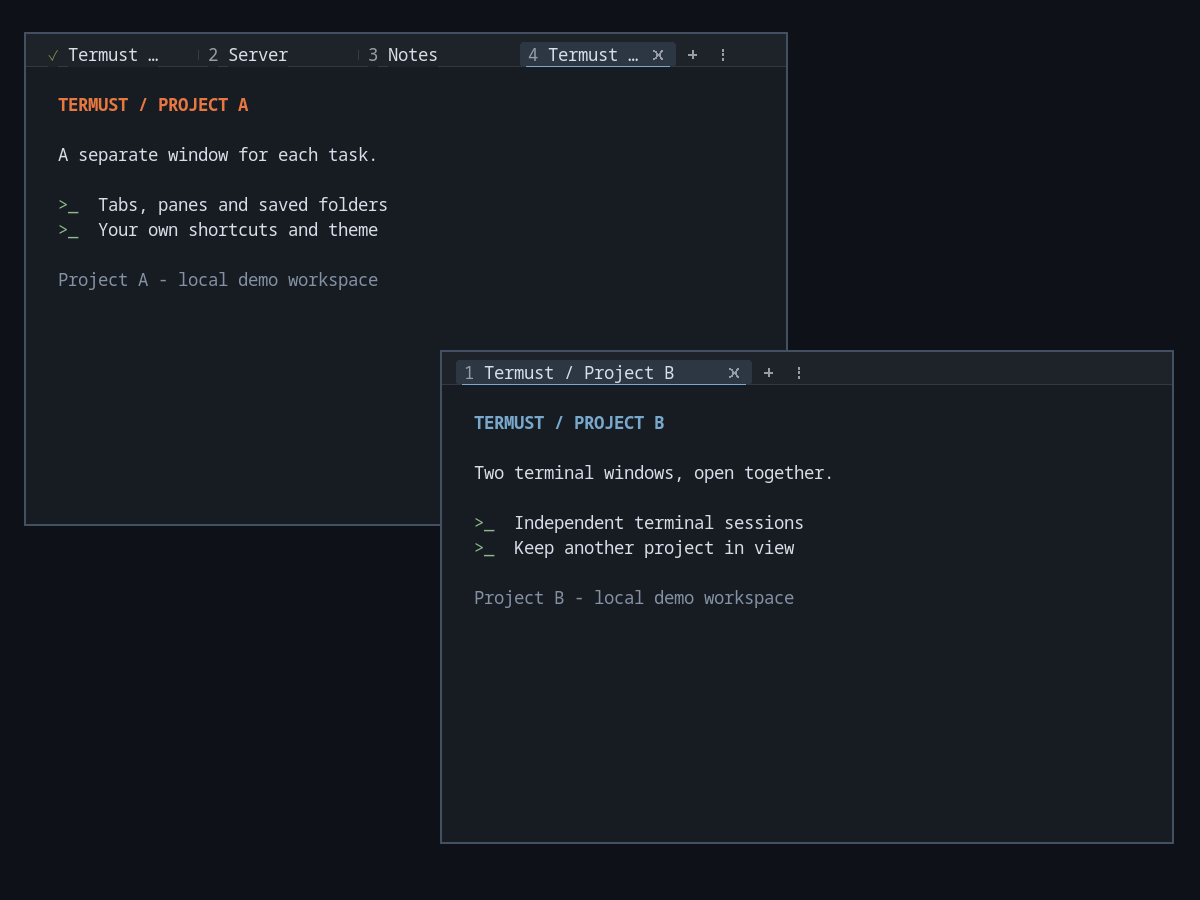 ✓ Termust … 2 Server 3 Notes 4 Termust … × + ⋮
TERMUST / PROJECT A
A separate window for each task.
>_ Tabs, panes and saved folders
>_ Your own shortcuts and theme
Project A - local demo workspace
1 Termust / Project B × + ⋮
TERMUST / PROJECT B
Two terminal windows, open together.
>_ Independent terminal sessions
>_ Keep another project in view
Project B - local demo workspace